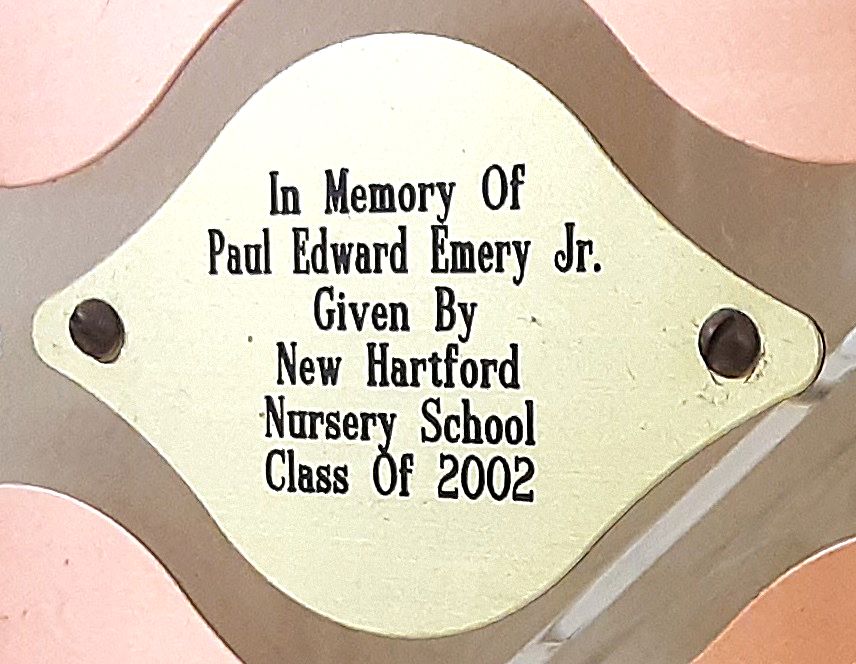 In Memory Of
Paul Edward Emery Jr.
Given By
New Hartford
Nursery School
Class Of 2002